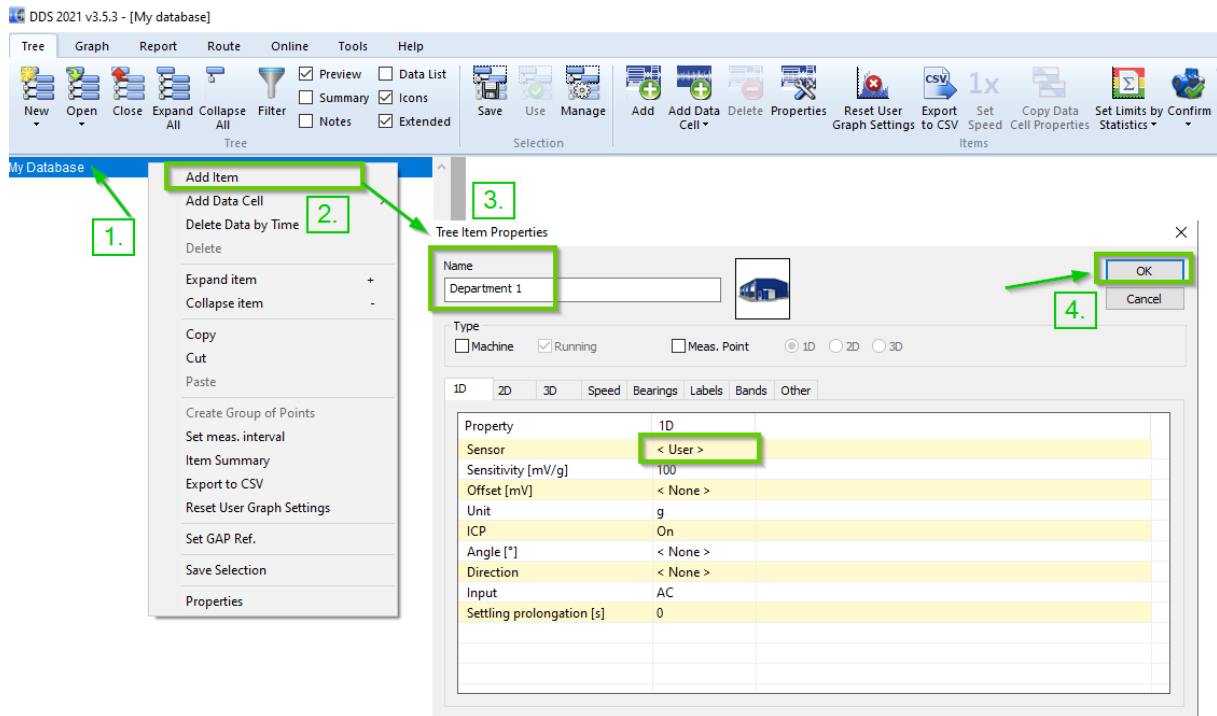 DDS 2021 v3.5.3 - [My database]
Tree Graph Report Route Online Tools Help
New Open Close Expand All Collapse All Filter
Preview Data List
Summary Icons
Notes Extended
Tree
Save Use Manage
Selection
Add Add Data Cell Delete Properties Reset User Graph Settings Export to CSV 1x Set Speed Copy Data Cell Properties Set Limits by Statistics Confirm
CSV
Items
My Database
1.
Add Item
Add Data Cell
2.
Delete Data by Time
Delete
Expand item +
Collapse item -
Copy
Cut
Paste
Create Group of Points
Set meas. interval
Item Summary
Export to CSV
Reset User Graph Settings
Set GAP Ref.
Save Selection
Properties
3.
Tree Item Properties
Name
Department 1
OK
Cancel
4.
Type
Machine Running Meas. Point 1D 2D 3D
1D 2D 3D Speed Bearings Labels Bands Other
Property 1D
Sensor < User >
Sensitivity [mV/g] 100
Offset [mV] < None >
Unit g
ICP On
Angle [°] < None >
Direction < None >
Input AC
Settling prolongation [s] 0